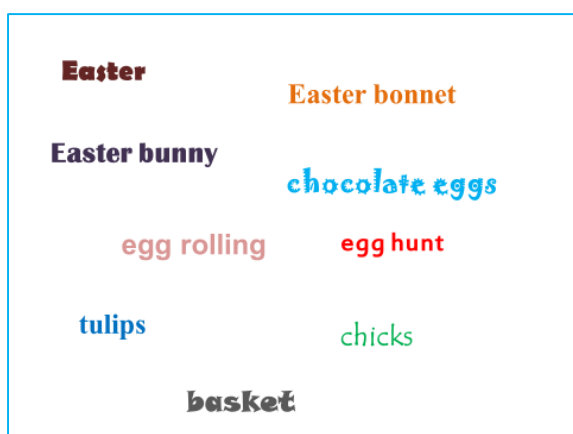 Easter
Easter bonnet
Easter bunny
chocolate eggs
egg rolling
egg hunt
tulips
chicks
basket